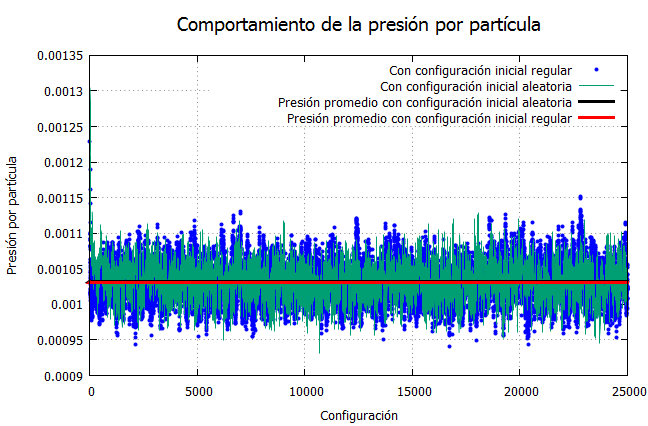 Comportamiento de la presión por partícula
Con configuración inicial regular
Con configuración inicial aleatoria
Presión promedio con configuración inicial aleatoria
Presión promedio con configuración inicial regular
Presión por partícula
0.00135
0.0013
0.00125
0.0012
0.00115
0.0011
0.00105
0.001
0.00095
0.0009
0 5000 10000 15000 20000 25000
Configuración